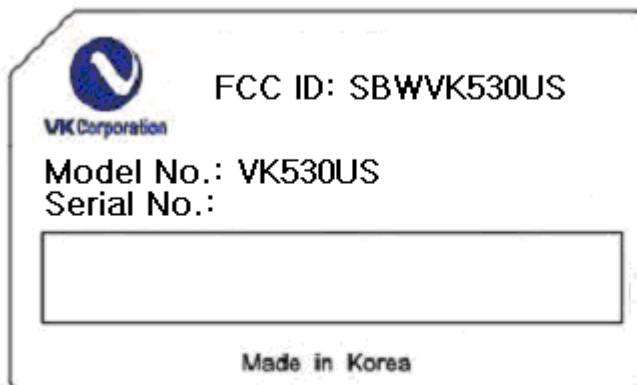 FCC ID: SBWVK530US
VK Corporation
Model No.: VK530US
Serial No.:
Made in Korea